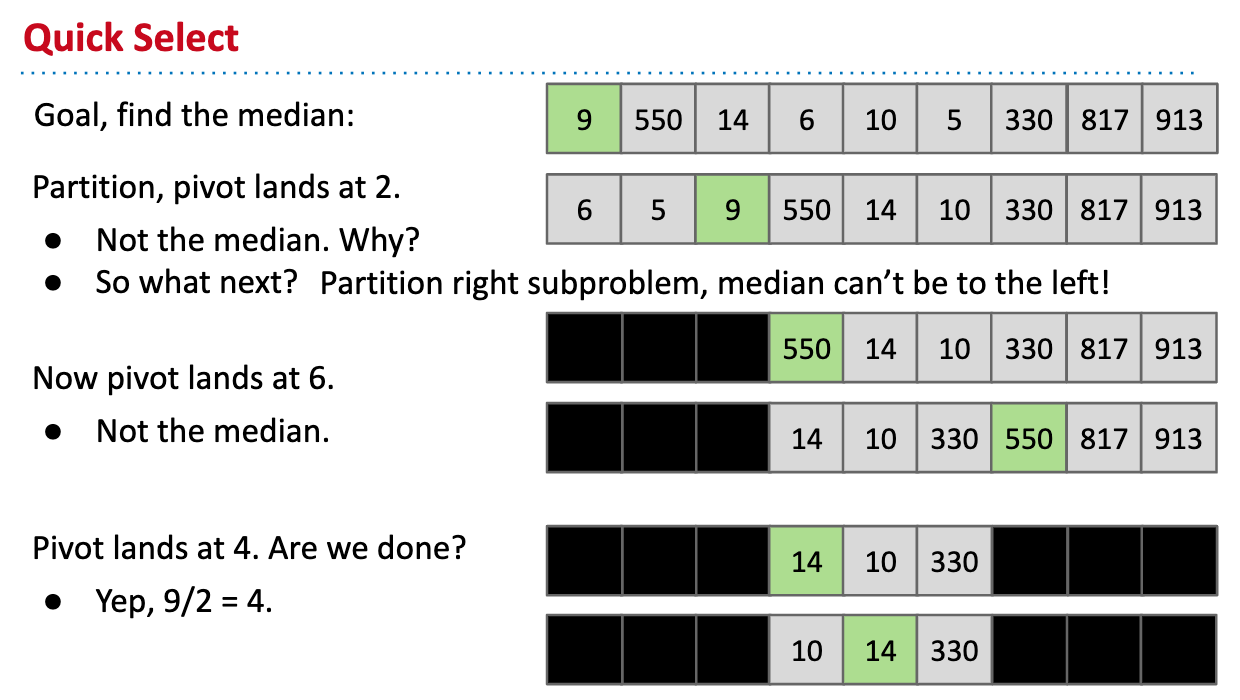 Quick Select
Goal, find the median:
9 550 14 6 10 5 330 817 913
Partition, pivot lands at 2.
6 5 9 550 14 10 330 817 913
● Not the median. Why?
● So what next? Partition right subproblem, median can’t be to the left!
550 14 10 330 817 913
Now pivot lands at 6.
● Not the median.
14 10 330 550 817 913
Pivot lands at 4. Are we done?
14 10 330
● Yep, 9/2 = 4.
10 14 330